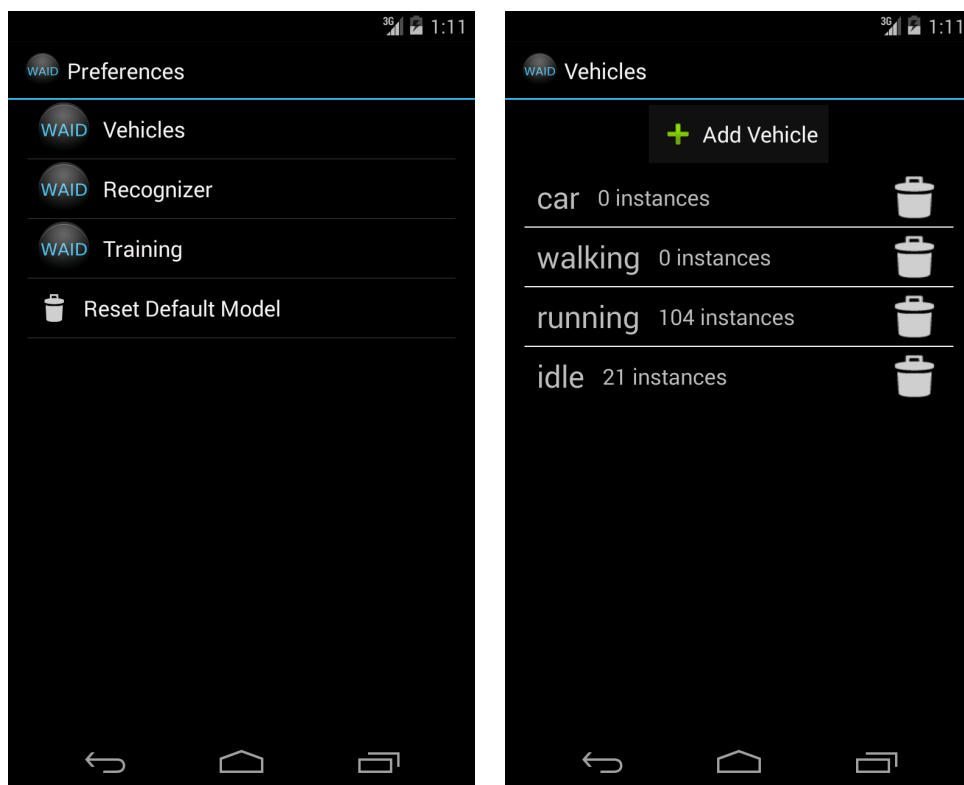 3G 1:11
WAID Preferences
WAID Vehicles
WAID Recognizer
WAID Training
Reset Default Model
3G 1:11
WAID Vehicles
Add Vehicle
car 0 instances
walking 0 instances
running 104 instances
idle 21 instances